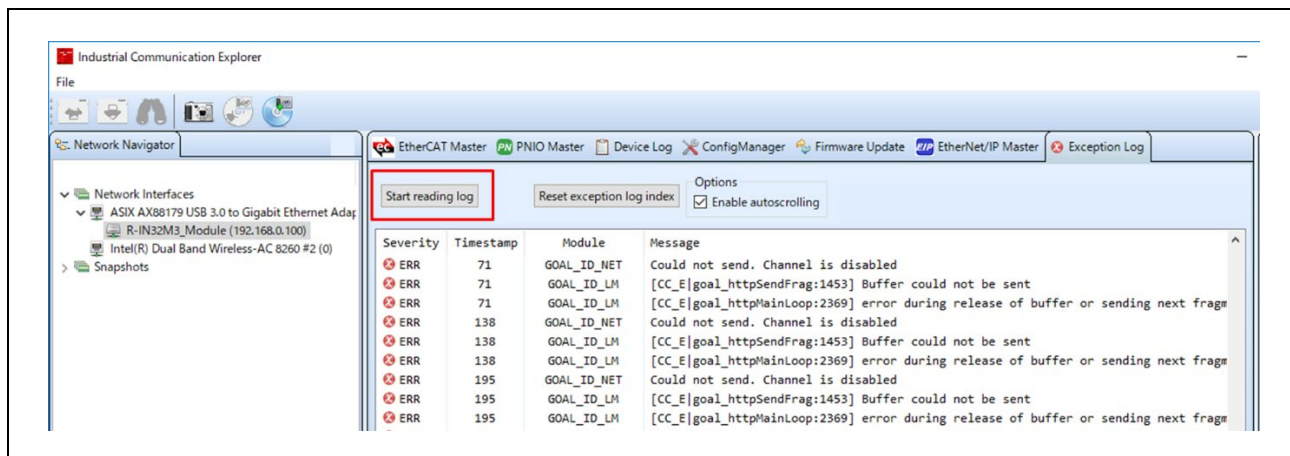 Industrial Communication Explorer
File
Network Navigator
EtherCAT Master PNIO Master Device Log ConfigManager Firmware Update EtherNet/IP Master Exception Log
Network Interfaces
ASIX AX88179 USB 3.0 to Gigabit Ethernet Adap
R-IN32M3_Module (192.168.0.100)
Intel(R) Dual Band Wireless-AC 8260 #2 (0)
Snapshots
Start reading log Reset exception log index Options
Enable autoscrolling
Severity Timestamp Module Message
ERR 71 GOAL_ID_NET Could not send. Channel is disabled
ERR 71 GOAL_ID_LM [CC_E|goal_httpSendFrag:1453] Buffer could not be sent
ERR 71 GOAL_ID_LM [CC_E|goal_httpMainLoop:2369] error during release of buffer or sending next fragm
ERR 138 GOAL_ID_NET Could not send. Channel is disabled
ERR 138 GOAL_ID_LM [CC_E|goal_httpSendFrag:1453] Buffer could not be sent
ERR 138 GOAL_ID_LM [CC_E|goal_httpMainLoop:2369] error during release of buffer or sending next fragm
ERR 195 GOAL_ID_NET Could not send. Channel is disabled
ERR 195 GOAL_ID_LM [CC_E|goal_httpSendFrag:1453] Buffer could not be sent
ERR 195 GOAL_ID_LM [CC_E|goal_httpMainLoop:2369] error during release of buffer or sending next fragm